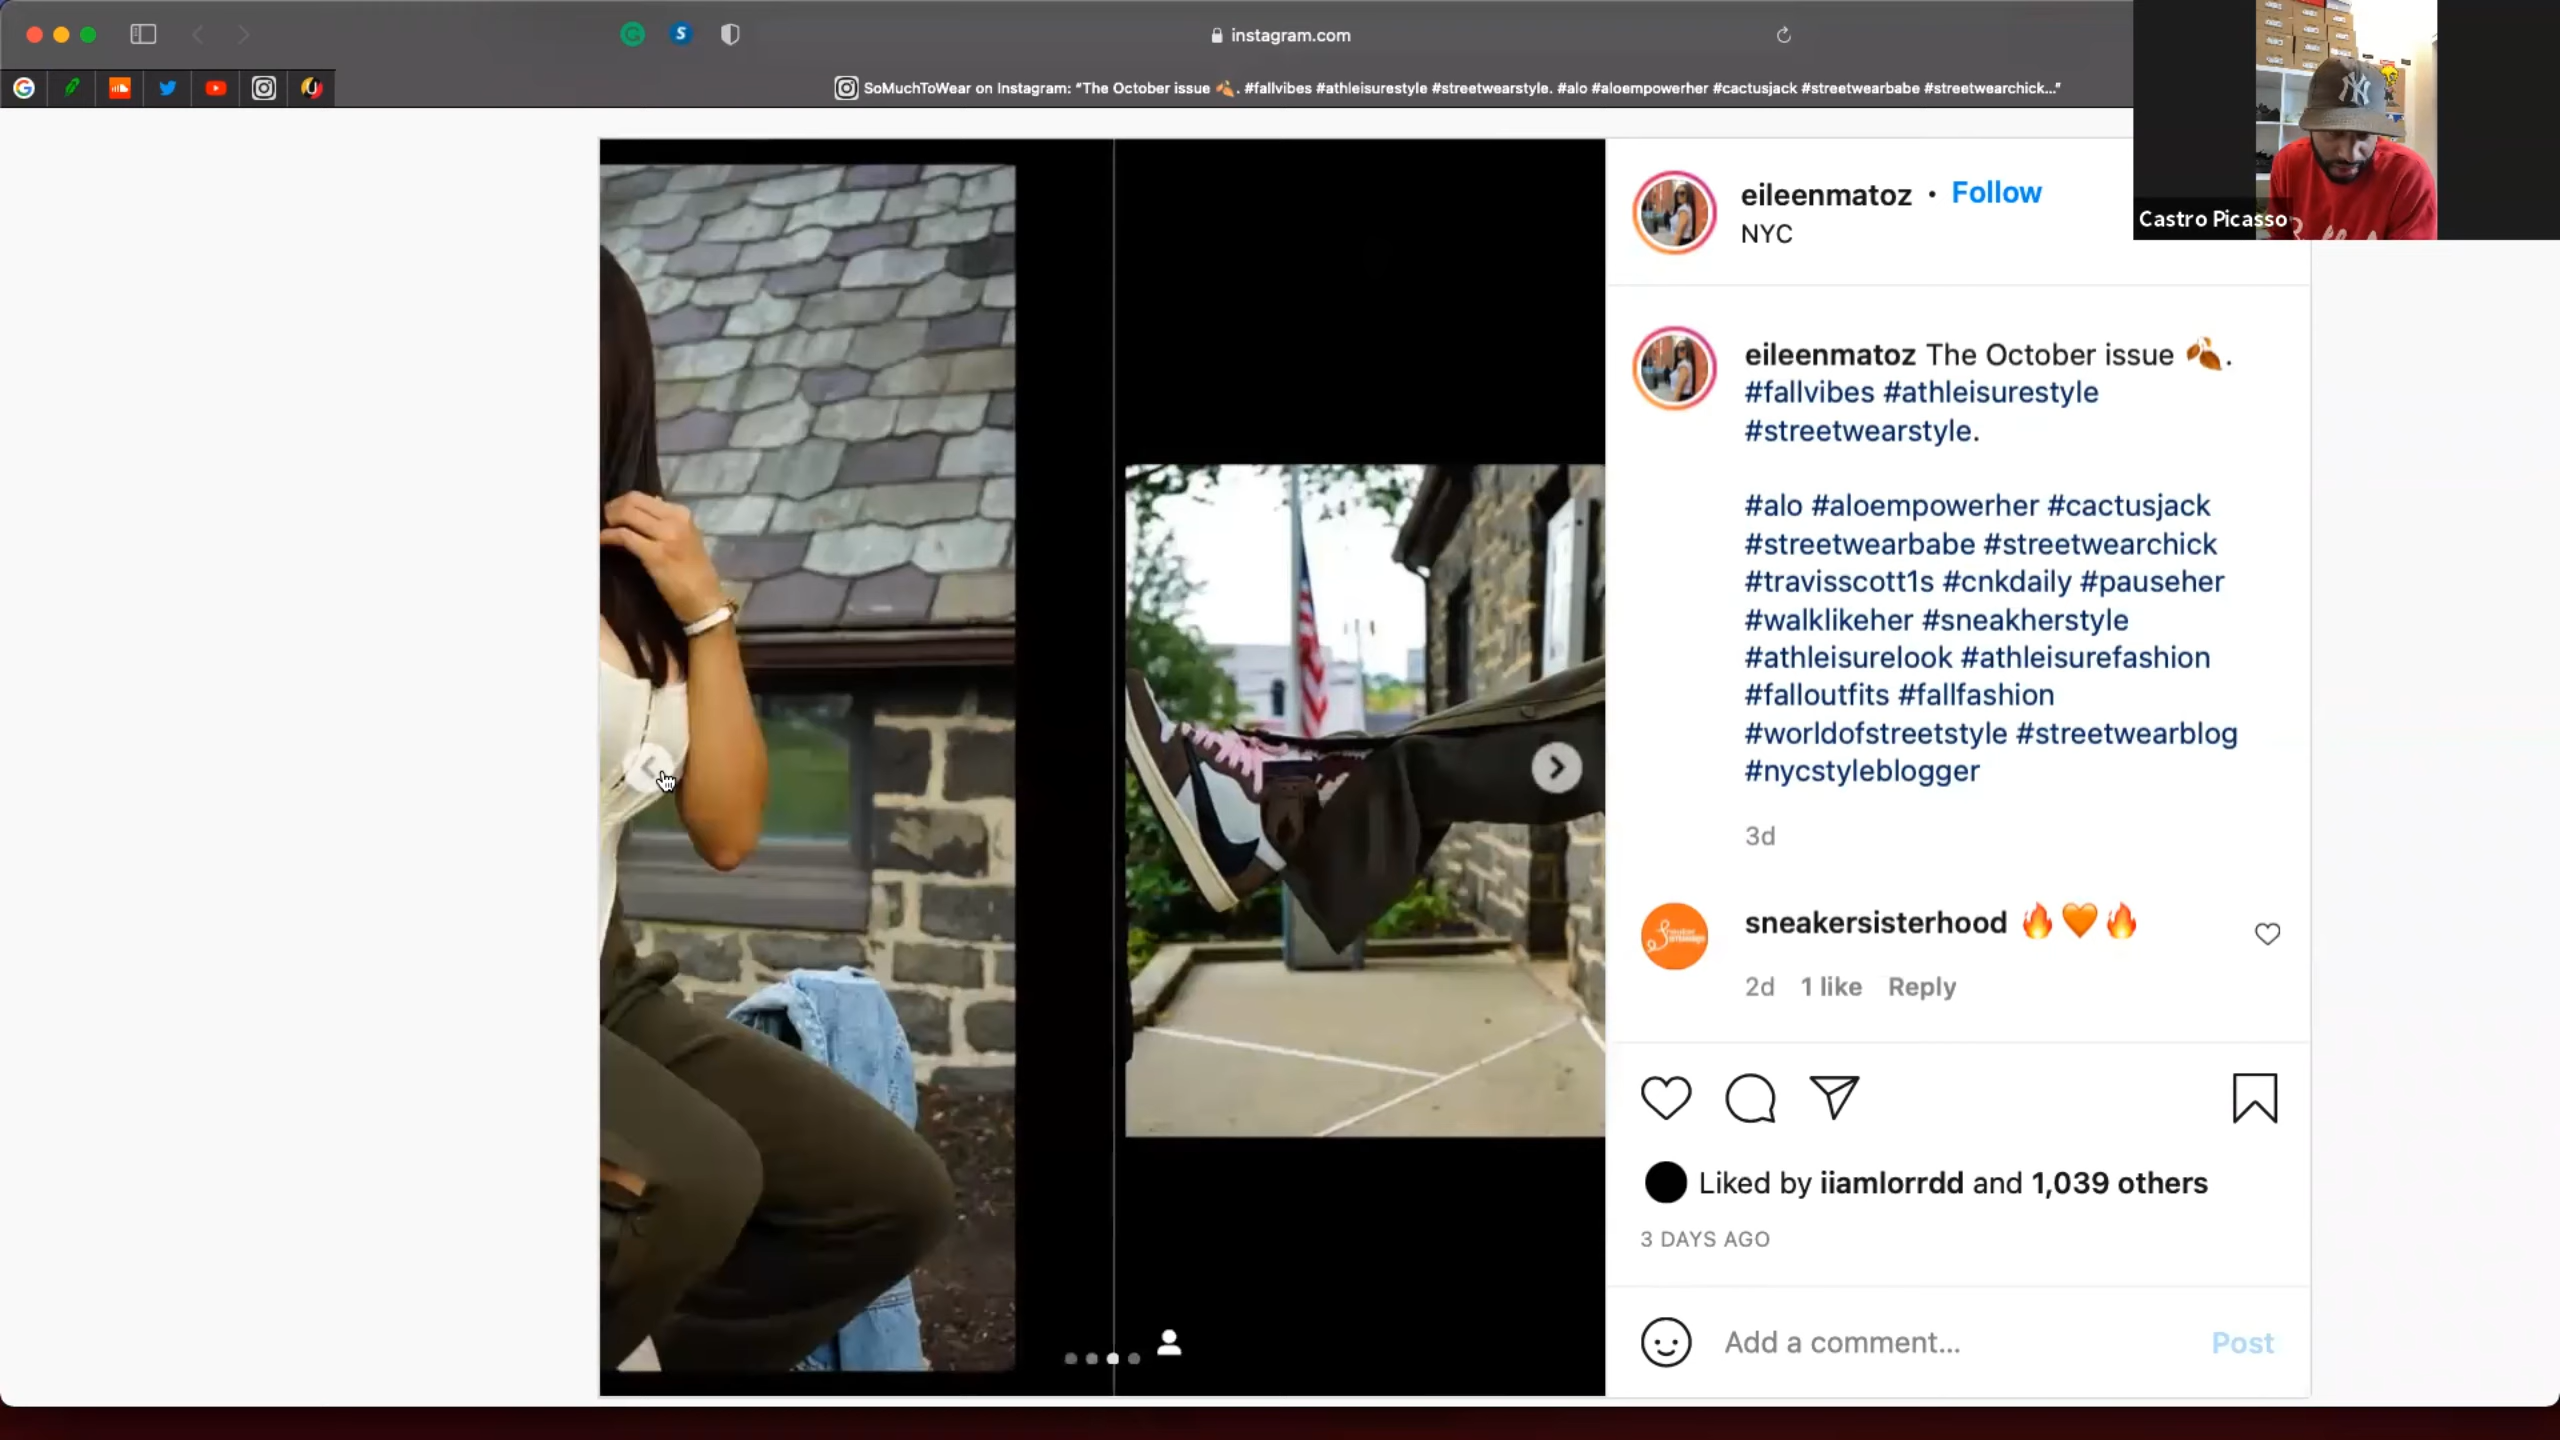 instagram.com
SoMuchToWear on Instagram: "The October issue 🍂. #fallvibes #athleisurestyle #streetwearstyle. #alo #aloempowerher #cactusjack #streetwearbabe #streetwearchick..."
NY
Castro Picasso
eileenmatoz • Follow
NYC
eileenmatoz The October issue 🍂.
#fallvibes #athleisurestyle
#streetwearstyle.
#alo #aloempowerher #cactusjack
#streetwearbabe #streetwearchick
#travisscott1s #cnkdaily #pauseher
#walklikeher #sneakherstyle
#athleisurelook #athleisurefashion
#falloutfits #fallfashion
#worldofstreetstyle #streetwearblog
#nycstyleblogger
3d
sneakersisterhood 🔥🧡🔥
2d 1 like Reply
Liked by iiamlorrdd and 1,039 others
3 DAYS AGO
Add a comment... Post